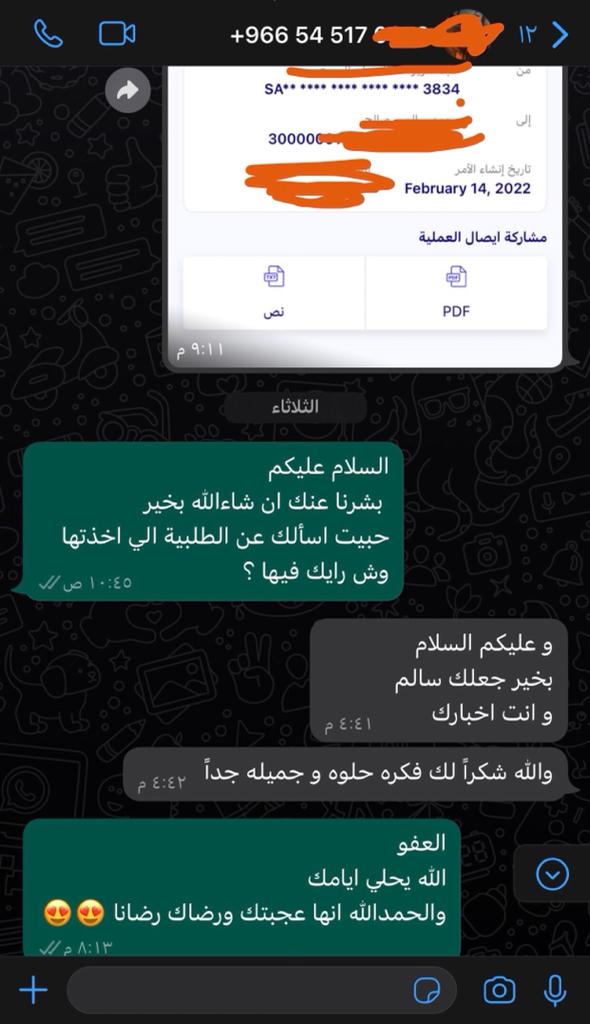 +966 54 517
١٢
من
SA** **** **** **** **** 3834
إلى
300000
تاريخ إنشاء الأمر
February 14, 2022
مشاركة ايصال العملية
PDF
نص
٩:١١ م
الثلاثاء
السلام عليكم
بشرنا عنك ان شاءالله بخير
حبيت اسألك عن الطلبية الي اخذتها
وش رايك فيها ؟
١٠:٤٥ ص
و عليكم السلام
بخير جعلك سالم
و انت اخبارك
٤:٤١ م
والله شكراً لك فكره حلوه و جميله جداً
٤:٤٢ م
العفو
الله يحلي ايامك
والحمدالله انها عجبتك ورضاك رضانا 😍😍
٨:١٣ م